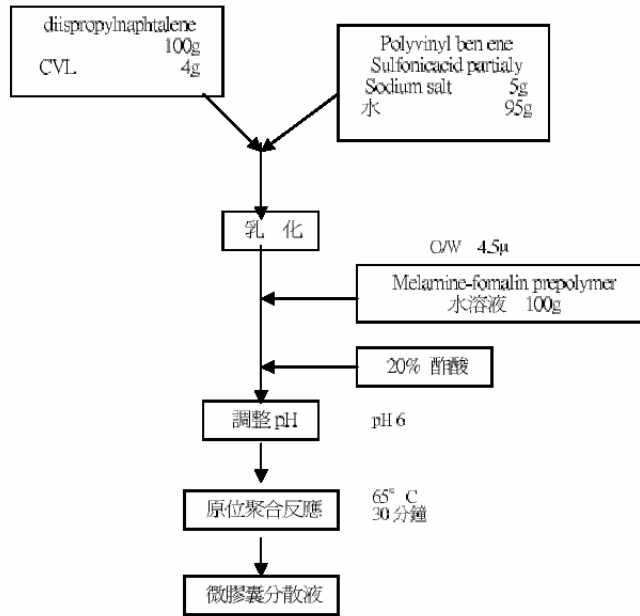 diispropylnaphtalene
100g
CVL 4g
Polyvinyl ben ene
Sulfonicacid partialy
Sodium salt 5g
水 95g
乳 化
O/W 4.5μ
Melamine-fomalin prepolymer
水溶液 100g
20% 酢酸
調整 pH
pH 6
原位聚合反應
65° C
30 分鐘
微膠囊分散液